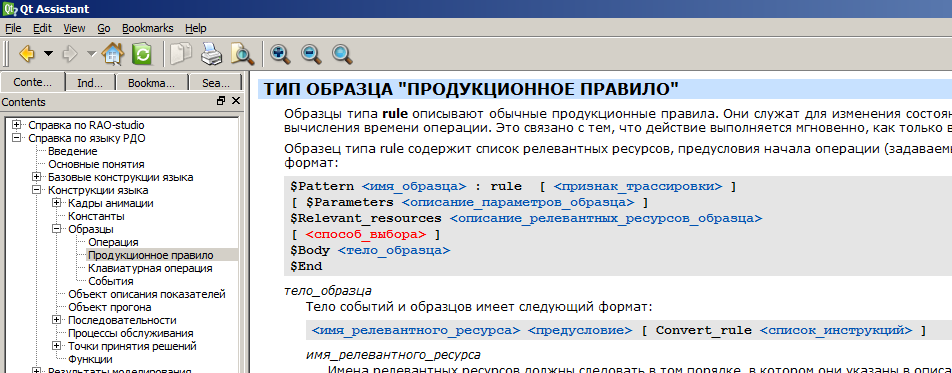 Qt Assistant
File Edit View Go Bookmarks Help
Conte... Ind... Bookma... Sea...
Contents
Справка по RAO-studio
Справка по языку РДО
Введение
Основные понятия
Базовые конструкции языка
Конструкции языка
Кадры анимации
Константы
Образцы
Операция
Продукционное правило
Клавиатурная операция
События
Объект описания показателей
Объект прогона
Последовательности
Процессы обслуживания
Точки принятия решений
Функции
Результаты моделирования
ТИП ОБРАЗЦА "ПРОДУКЦИОННОЕ ПРАВИЛО"
Образцы типа rule описывают обычные продукционные правила. Они служат для изменения состоян
вычисления времени операции. Это связано с тем, что действие выполняется мгновенно, как только в
Образец типа rule содержит список релевантных ресурсов, предусловия начала операции (задаваем
формат:
$Pattern <имя_образца> : rule [ <признак_трассировки> ]
[ $Parameters <описание_параметров_образца> ]
$Relevant_resources <описание_релевантных_ресурсов_образца>
[ <способ_выбора> ]
$Body <тело_образца>
$End
тело_образца
Тело событий и образцов имеет следующий формат:
<имя_релевантного_ресурса> <предусловие> [ Convert_rule <список_инструкций> ]
имя_релевантного_ресурса
Имена релевантных ресурсов должны следовать в том порядке, в котором они указаны в описа